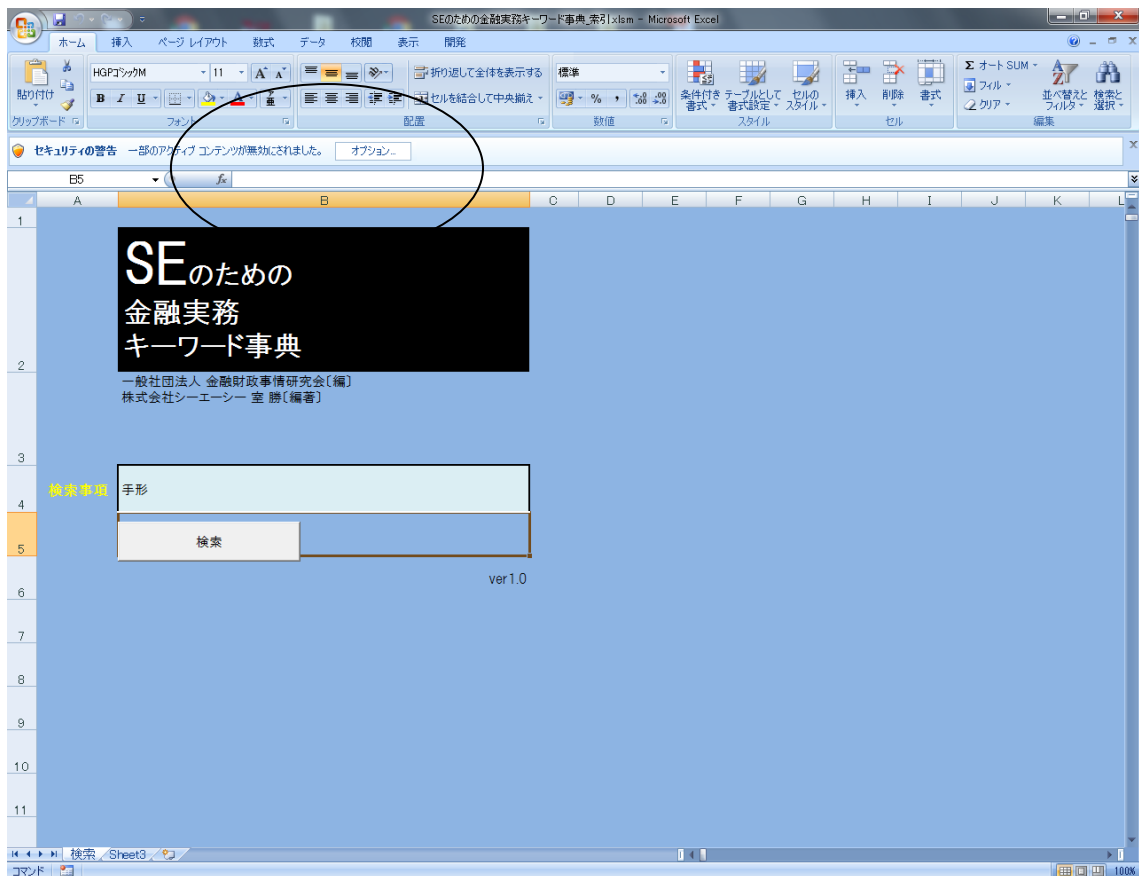 SEのための金融実務キーワード事典_索引.xlsm - Microsoft Excel
ホーム 挿入 ページ レイアウト 数式 データ 校閲 表示 開発
貼り付け
HGPｺﾞｼｯｸM 11
B I U
折り返して全体を表示する
セルを結合して中央揃え
標準
% ,
条件付き書式
テーブルとして書式設定
セルのスタイル
挿入 削除 書式
Σ オート SUM
フィル
クリア
並べ替えとフィルタ
検索と選択
クリップボード フォント 配置 数値 スタイル セル 編集
セキュリティの警告 一部のアクティブ コンテンツが無効にされました。 オプション...
B5 fx
A B C D E F G H I J K L
1
SEのための
金融実務
キーワード事典
2
一般社団法人 金融財政事情研究会〔編〕
株式会社シーエーシー 室 勝〔編著〕
3
検索事項 手形
4
検索
5
ver1.0
6
7
8
9
10
11
検索 Sheet3
コマンド 100%